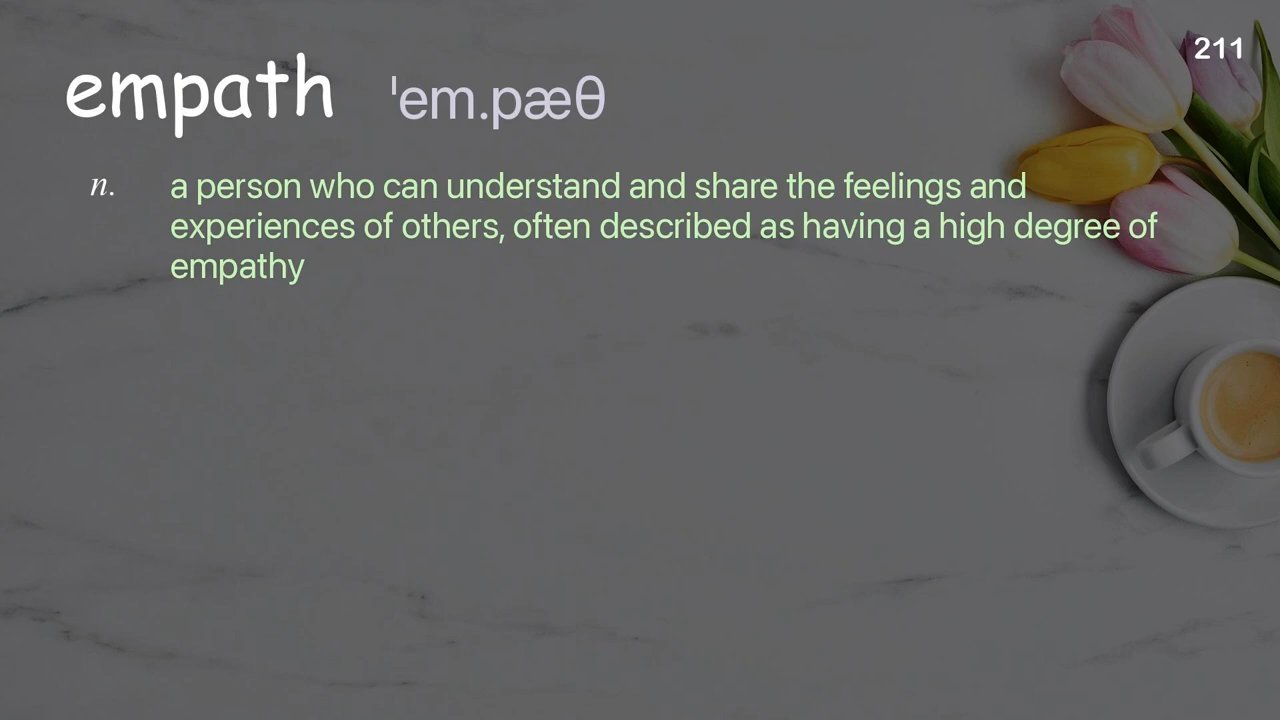 211
empath ˈem.pæθ
n. a person who can understand and share the feelings and
experiences of others, often described as having a high degree of
empathy